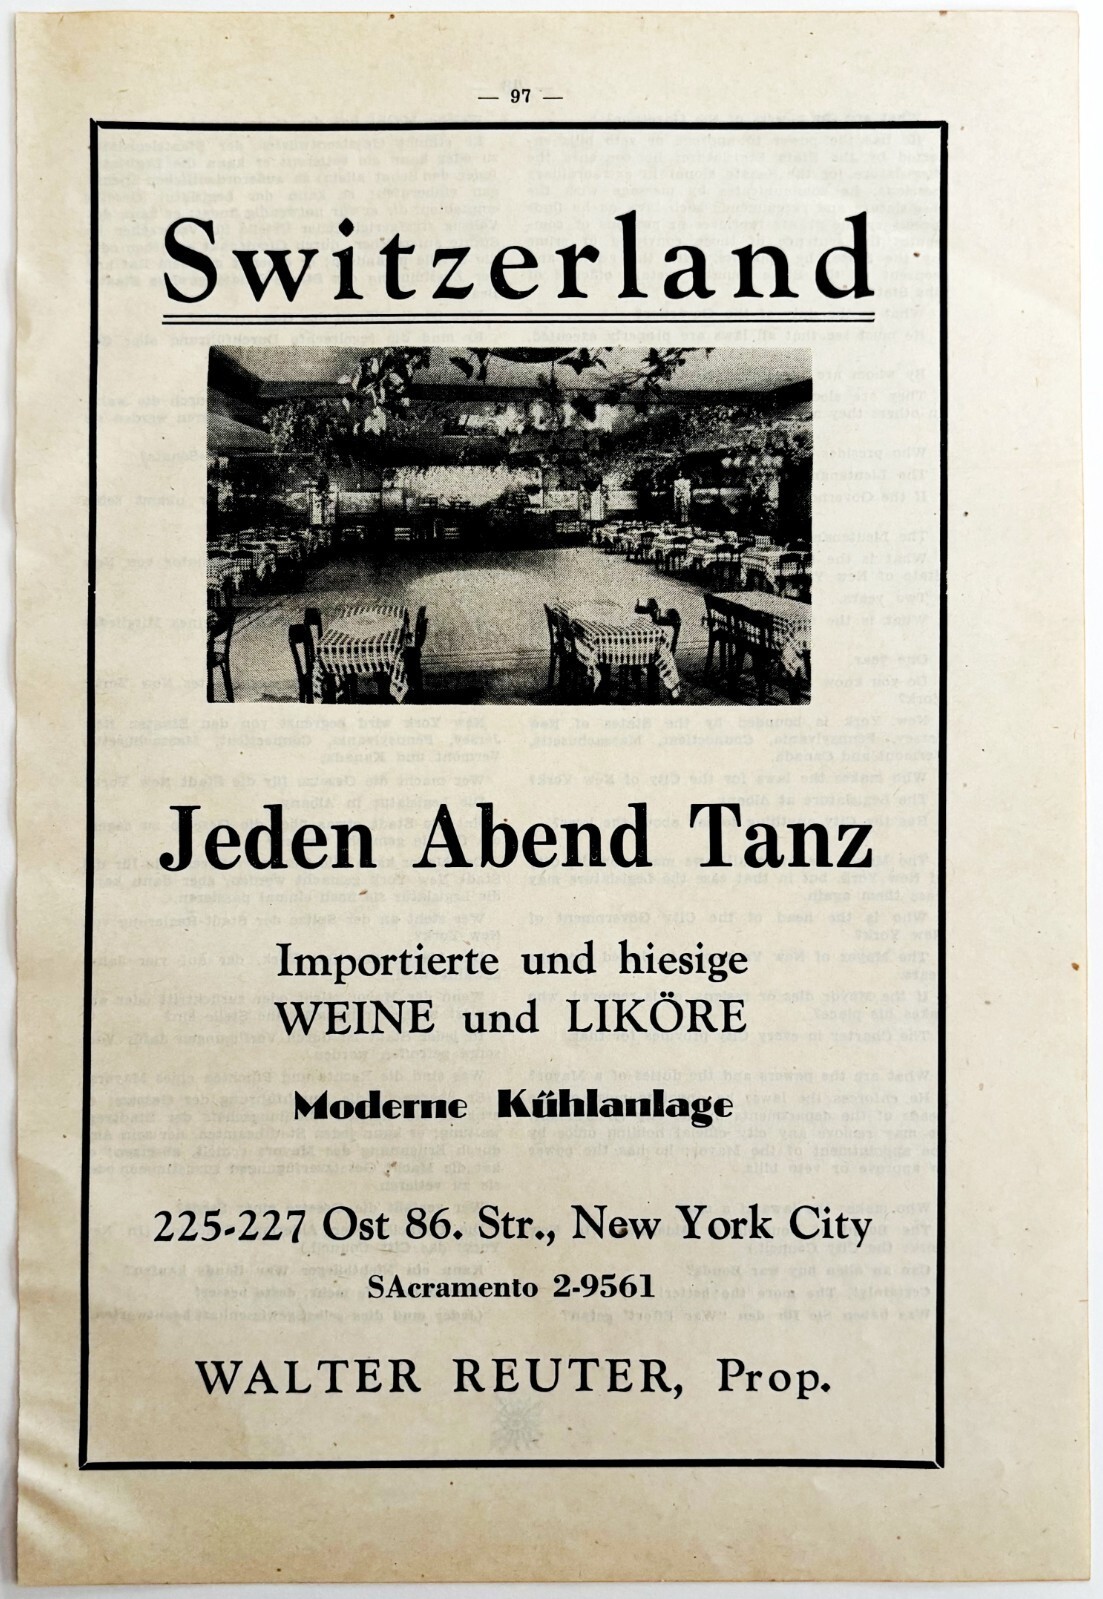 — 97 —
Switzerland
Jeden Abend Tanz
Importierte und hiesige
WEINE und LIKÖRE
Moderne Kühlanlage
225-227 Ost 86. Str., New York City
SAcramento 2-9561
WALTER REUTER, Prop.